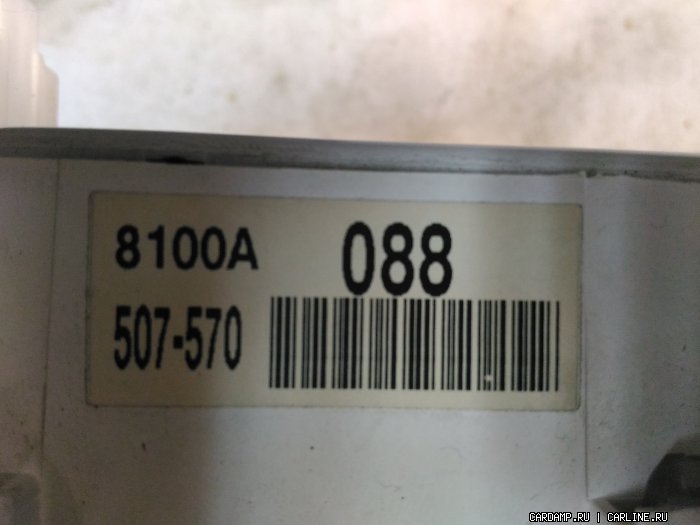 8100A 088
507-570
CARDAMP.RU | CARLINE.RU